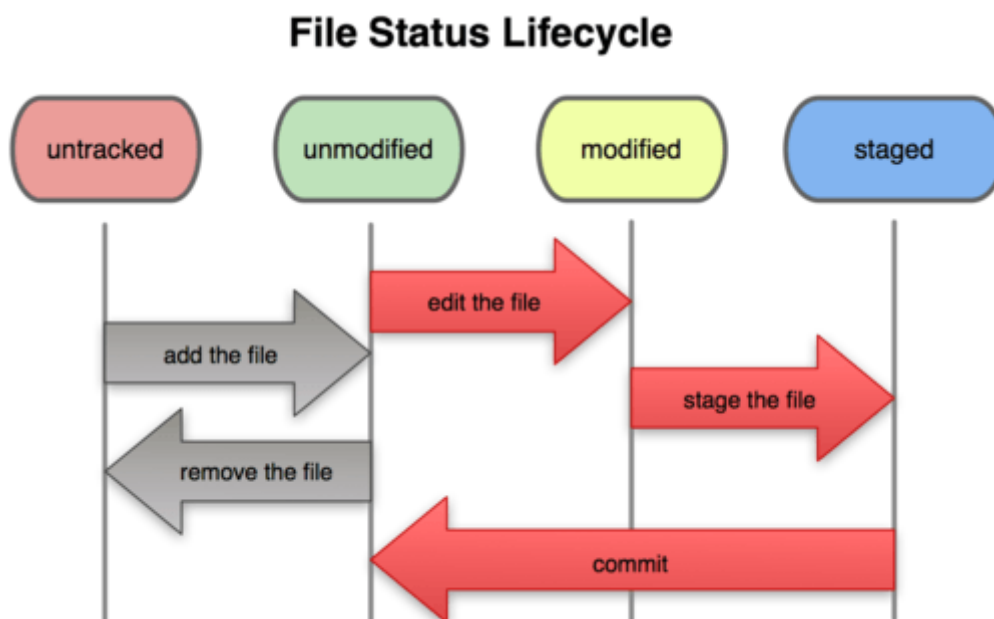 File Status Lifecycle
untracked
unmodified
modified
staged
edit the file
add the file
stage the file
remove the file
commit